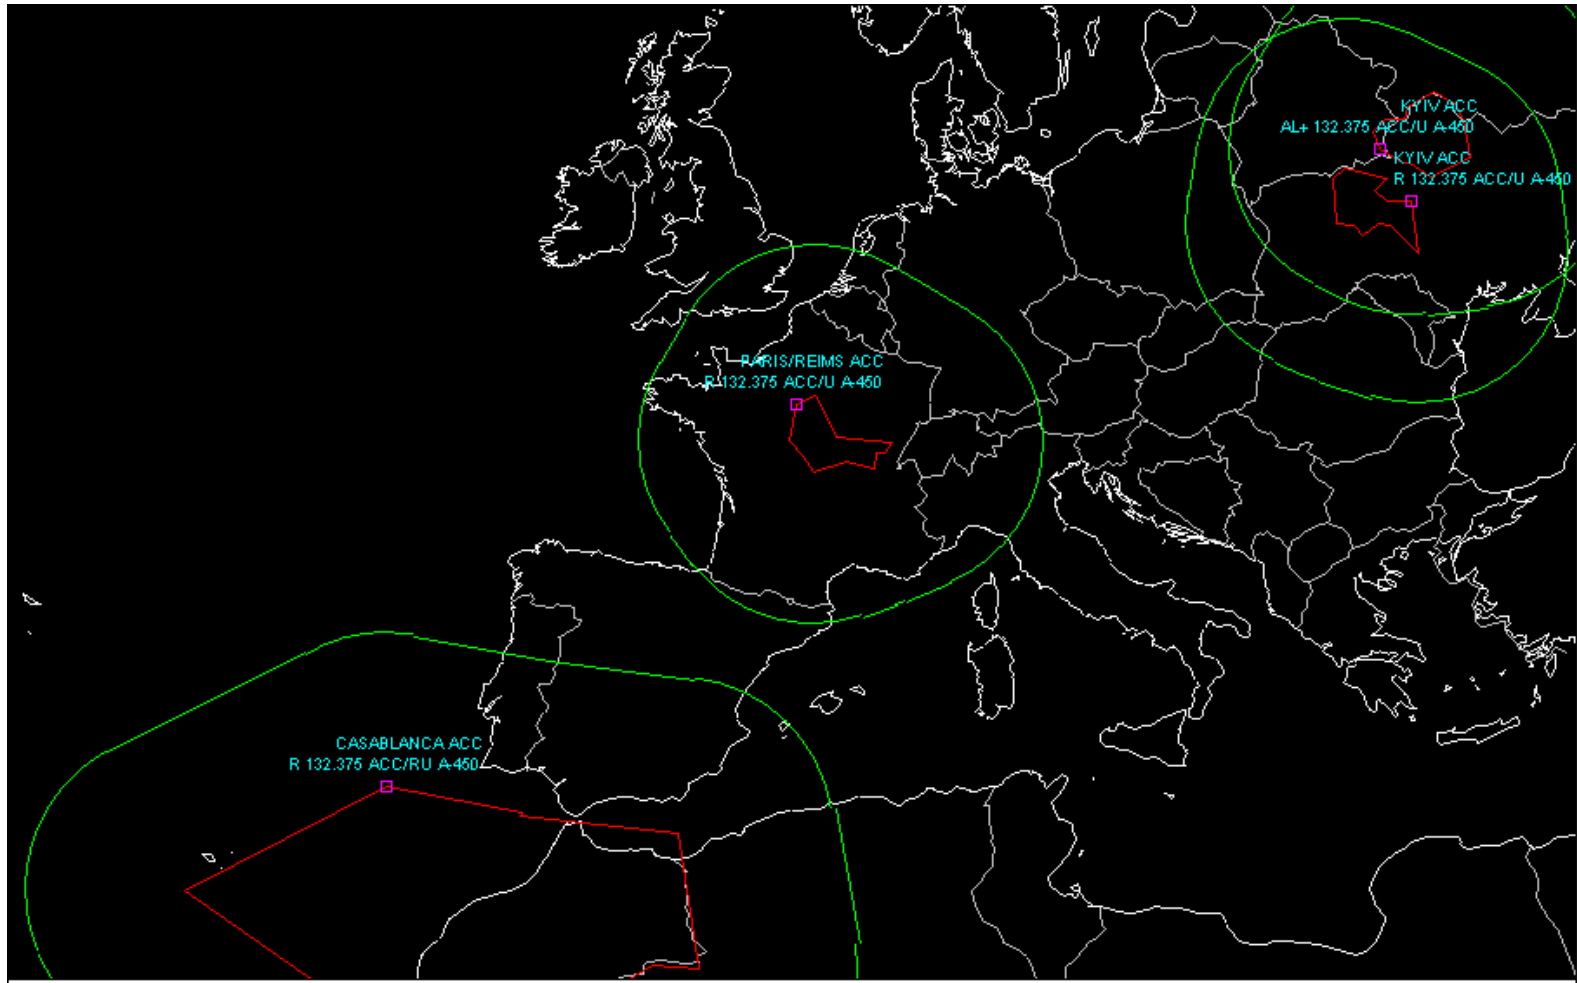 KYIV ACC
AL+ 132.375 ACC/U A-450
KYIV ACC
R 132.375 ACC/U A-450
PARIS/REIMS ACC
R 132.375 ACC/U A-450
CASABLANCA ACC
R 132.375 ACC/RU A-450